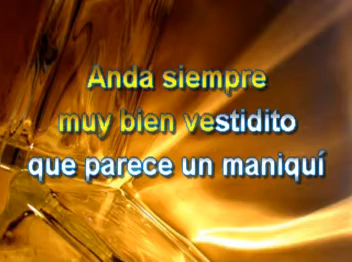 Anda siempre
muy bien vestidito
que parece un maniquí